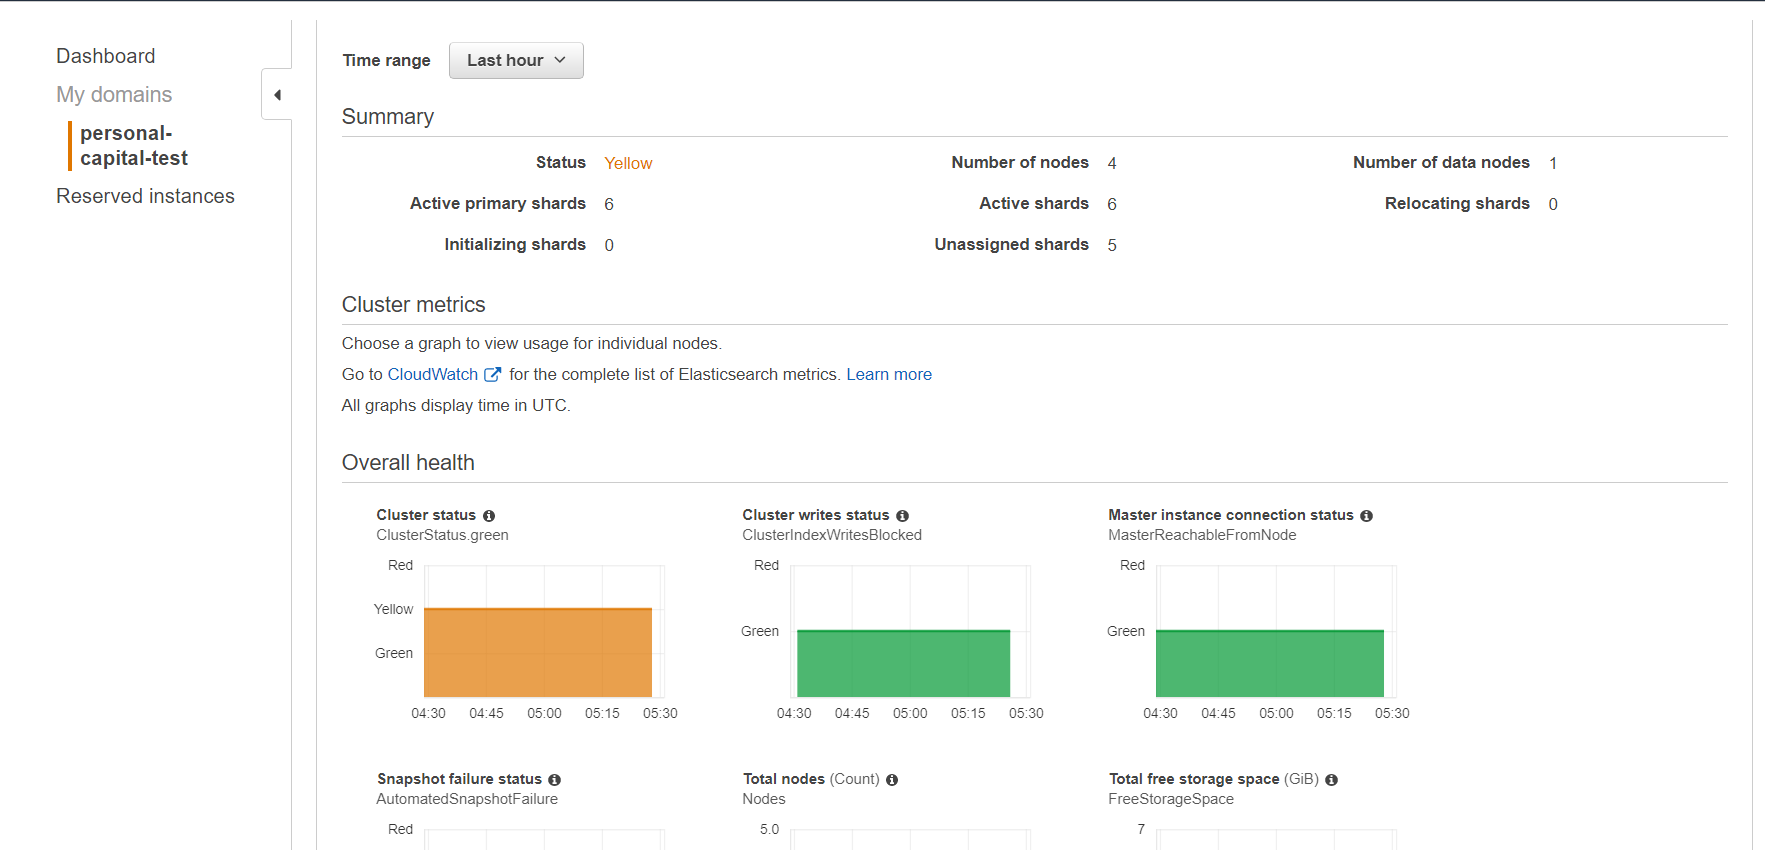 Dashboard
My domains
personal-
capital-test
Reserved instances
Time range Last hour
Summary
Status Yellow Number of nodes 4 Number of data nodes 1
Active primary shards 6 Active shards 6 Relocating shards 0
Initializing shards 0 Unassigned shards 5
Cluster metrics
Choose a graph to view usage for individual nodes.
Go to CloudWatch for the complete list of Elasticsearch metrics. Learn more
All graphs display time in UTC.
Overall health
Cluster status
ClusterStatus.green
Red
Yellow
Green
04:30 04:45 05:00 05:15 05:30
Cluster writes status
ClusterIndexWritesBlocked
Red
Green
04:30 04:45 05:00 05:15 05:30
Master instance connection status
MasterReachableFromNode
Red
Green
04:30 04:45 05:00 05:15 05:30
Snapshot failure status
AutomatedSnapshotFailure
Red
Total nodes (Count)
Nodes
5.0
Total free storage space (GiB)
FreeStorageSpace
7